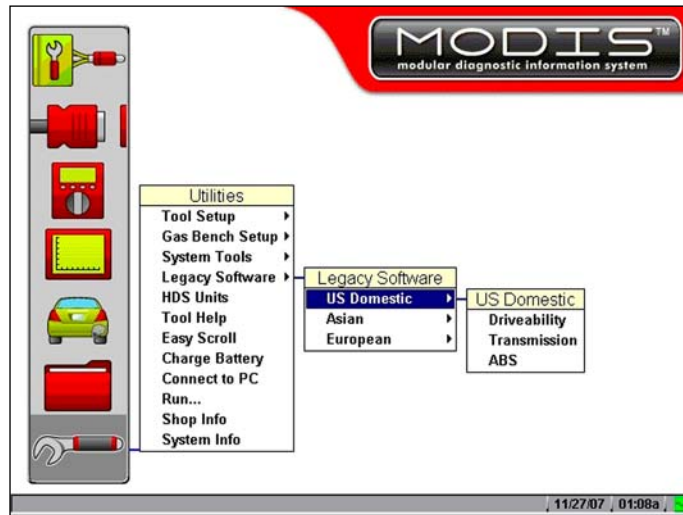 MODIS™
modular diagnostic information system
Utilities
Tool Setup
Gas Bench Setup
System Tools
Legacy Software
HDS Units
Tool Help
Easy Scroll
Charge Battery
Connect to PC
Run...
Shop Info
System Info
Legacy Software
US Domestic
Asian
European
US Domestic
Driveability
Transmission
ABS
11/27/07 01:08a